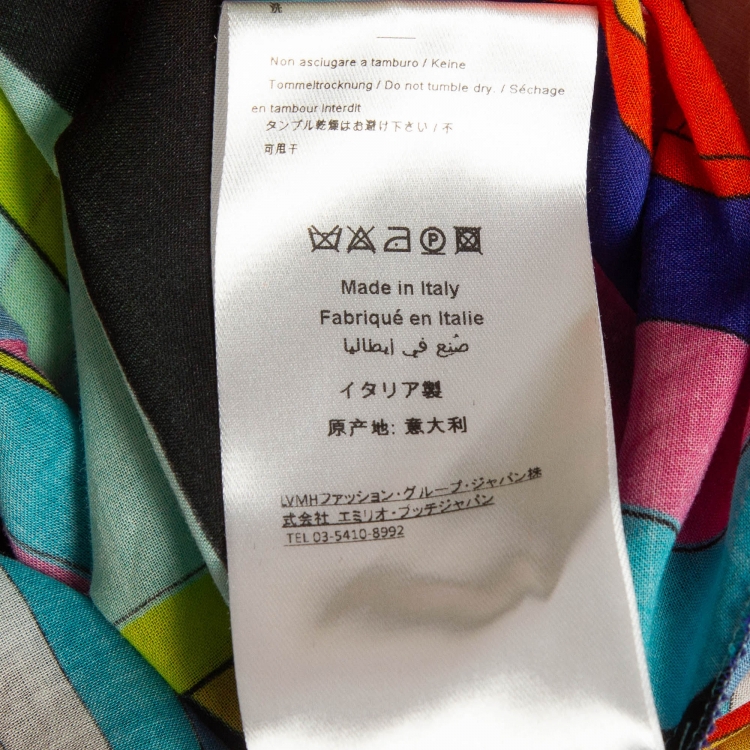 洗
Non asciugare a tamburo / Keine
Tommeltrocknung / Do not tumble dry. / Séchage
en tambour Interdit
タンブル乾燥はお避け下さい / 不
可甩干
P
Made in Italy
Fabriqué en Italie
صُنِع في إيطاليا
イタリア製
原产地: 意大利
LVMHファッション・グループ・ジャパン株
式会社 エミリオ・プッチジャパン
TEL 03-5410-8992